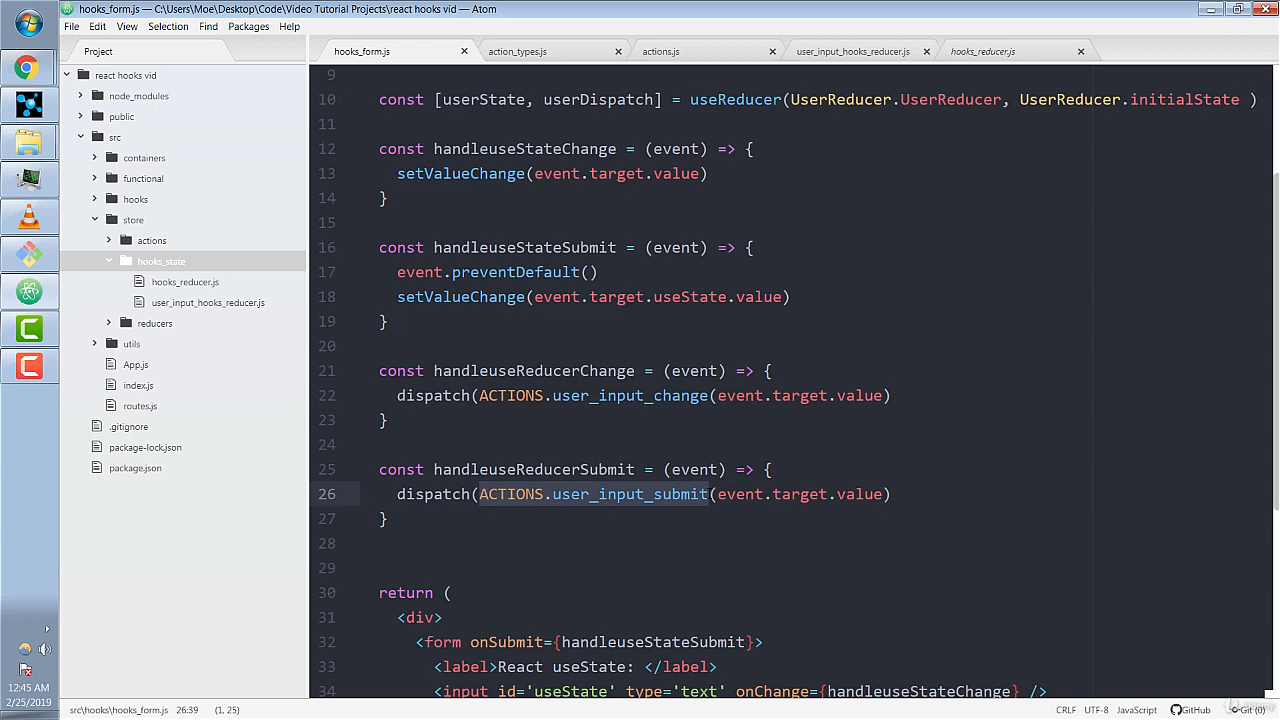 hooks_form.js — C:\Users\Moe\Desktop\Code\Video Tutorial Projects\react hooks vid — Atom
File Edit View Selection Find Packages Help
Project
hooks_form.js
action_types.js
actions.js
user_input_hooks_reducer.js
hooks_reducer.js
react hooks vid
node_modules
public
src
containers
functional
hooks
store
actions
hooks_state
hooks_reducer.js
user_input_hooks_reducer.js
reducers
utils
App.js
index.js
routes.js
.gitignore
package-lock.json
package.json
9
10 const [userState, userDispatch] = useReducer(UserReducer.UserReducer, UserReducer.initialState )
11
12 const handleuseStateChange = (event) => {
13 setValueChange(event.target.value)
14 }
15
16 const handleuseStateSubmit = (event) => {
17 event.preventDefault()
18 setValueChange(event.target.useState.value)
19 }
20
21 const handleuseReducerChange = (event) => {
22 dispatch(ACTIONS.user_input_change(event.target.value)
23 }
24
25 const handleuseReducerSubmit = (event) => {
26 dispatch(ACTIONS.user_input_submit(event.target.value)
27 }
28
29
30 return (
31 <div>
32 <form onSubmit={handleuseStateSubmit}>
33 <label>React useState: </label>
34 <input id='useState' type='text' onChange={handleuseStateChange} />
12:45 AM
2/25/2019
src\hooks\hooks_form.js 26:39 (1, 25)
CRLF UTF-8 JavaScript GitHub Git (0)